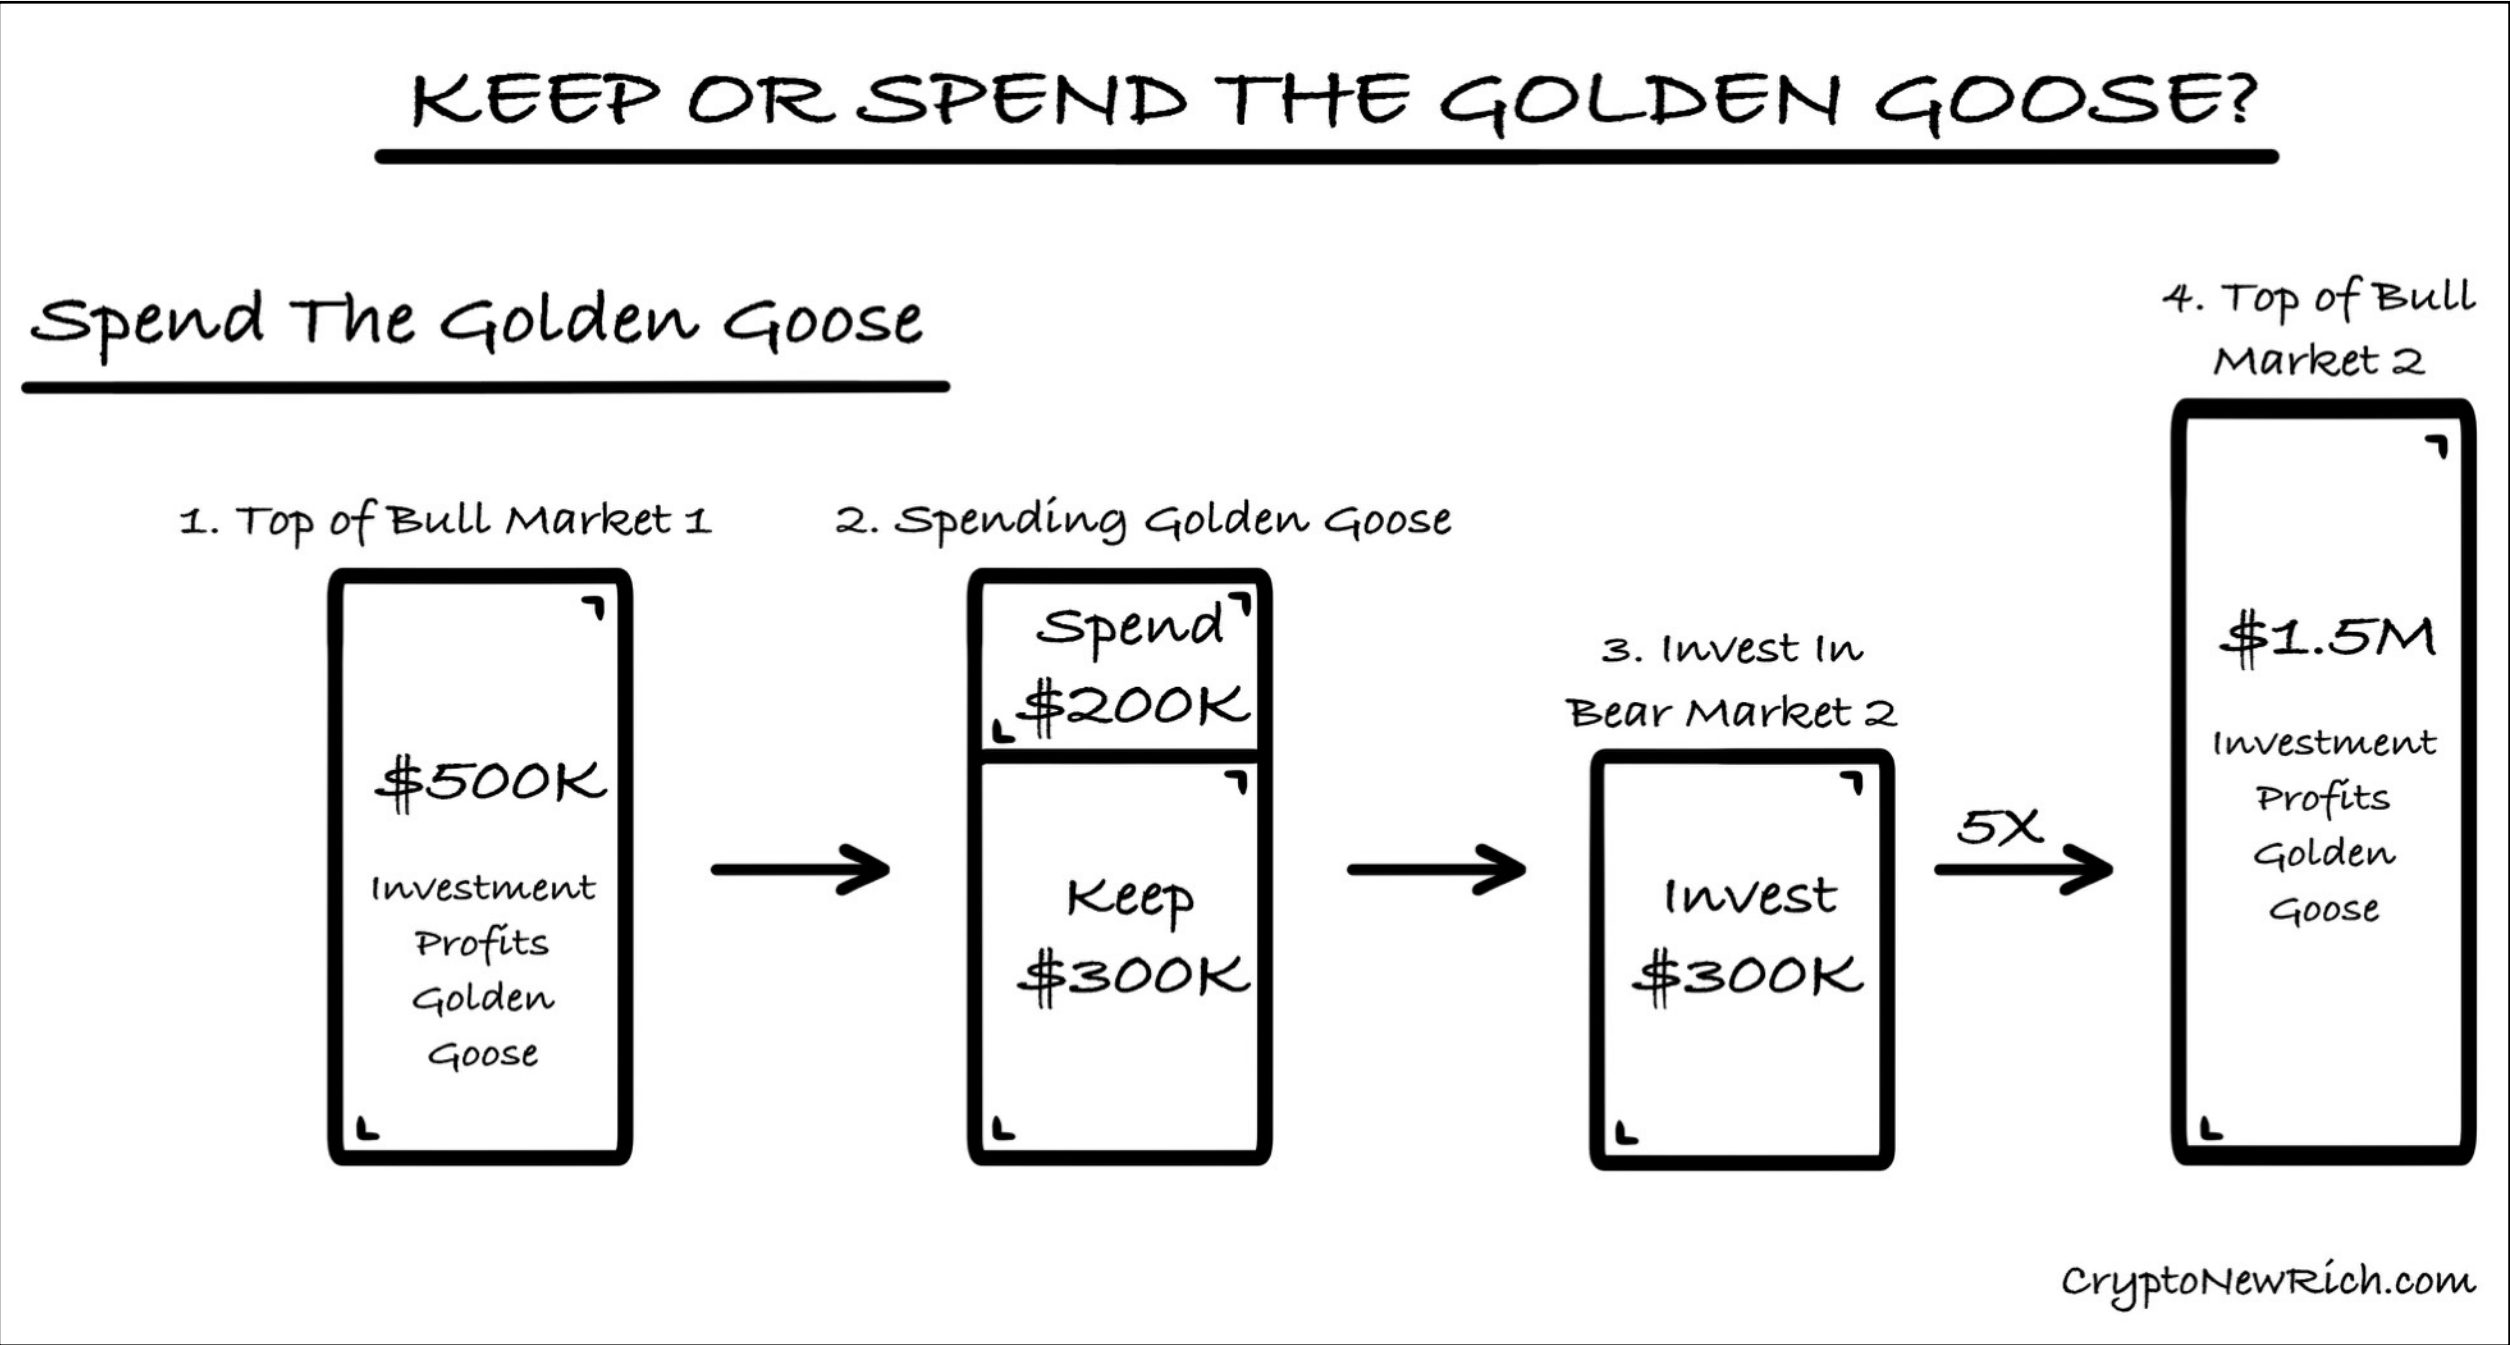 KEEP OR SPEND THE GOLDEN GOOSE?
Spend The Golden Goose
1. Top of Bull Market 1
$500K
Investment
Profits
Golden
Goose
2. Spending Golden Goose
Spend
$200K
Keep
$300K
3. Invest In
Bear Market 2
Invest
$300K
5X
4. Top of Bull
Market 2
$1.5M
Investment
Profits
Golden
Goose
CryptoNewRich.com